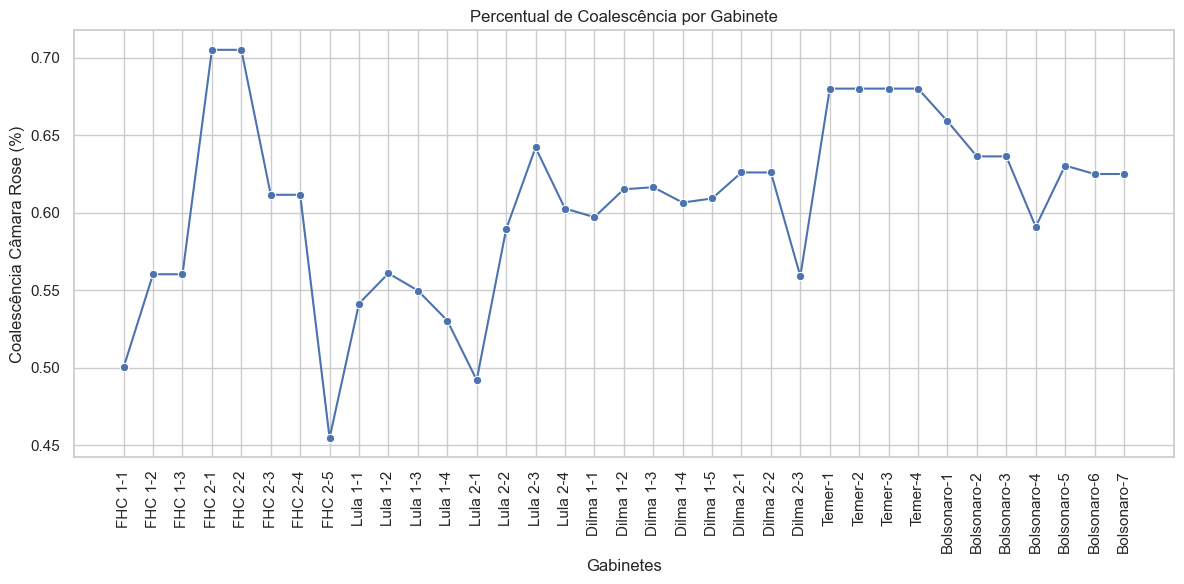 Percentual de Coalescência por Gabinete
Coalescência Câmara Rose (%)
0.70
0.65
0.60
0.55
0.50
0.45
FHC 1-1
FHC 1-2
FHC 1-3
FHC 2-1
FHC 2-2
FHC 2-3
FHC 2-4
FHC 2-5
Lula 1-1
Lula 1-2
Lula 1-3
Lula 1-4
Lula 2-1
Lula 2-2
Lula 2-3
Lula 2-4
Dilma 1-1
Dilma 1-2
Dilma 1-3
Dilma 1-4
Dilma 1-5
Dilma 2-1
Dilma 2-2
Dilma 2-3
Temer-1
Temer-2
Temer-3
Temer-4
Bolsonaro-1
Bolsonaro-2
Bolsonaro-3
Bolsonaro-4
Bolsonaro-5
Bolsonaro-6
Bolsonaro-7
Gabinetes